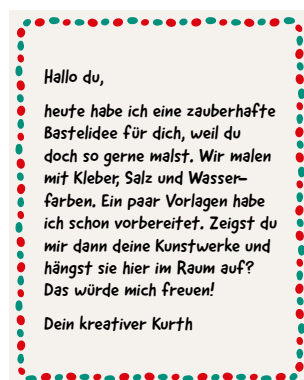 Hallo du,
heute habe ich eine zauberhafte
Bastelidee für dich, weil du
doch so gerne malst. Wir malen
mit Kleber, Salz und Wasser-
farben. Ein paar Vorlagen habe
ich schon vorbereitet. Zeigst du
mir dann deine Kunstwerke und
hängst sie hier im Raum auf?
Das würde mich freuen!
Dein kreativer Kurth